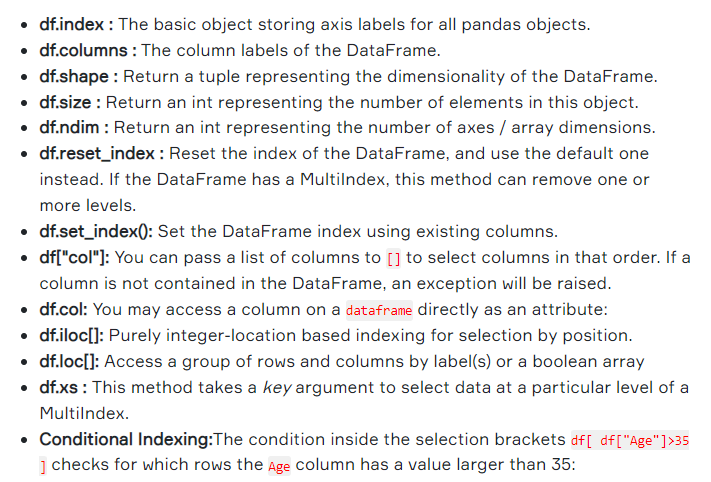 • df.index : The basic object storing axis labels for all pandas objects.
• df.columns : The column labels of the DataFrame.
• df.shape : Return a tuple representing the dimensionality of the DataFrame.
• df.size : Return an int representing the number of elements in this object.
• df.ndim : Return an int representing the number of axes / array dimensions.
• df.reset_index : Reset the index of the DataFrame, and use the default one
instead. If the DataFrame has a MultiIndex, this method can remove one or
more levels.
• df.set_index(): Set the DataFrame index using existing columns.
• df["col"]: You can pass a list of columns to [] to select columns in that order. If a
column is not contained in the DataFrame, an exception will be raised.
• df.col: You may access a column on a dataframe directly as an attribute:
• df.iloc[]: Purely integer-location based indexing for selection by position.
• df.loc[]: Access a group of rows and columns by label(s) or a boolean array
• df.xs : This method takes a key argument to select data at a particular level of a
MultiIndex.
• Conditional Indexing:The condition inside the selection brackets df[ df["Age"]>35
] checks for which rows the Age column has a value larger than 35: